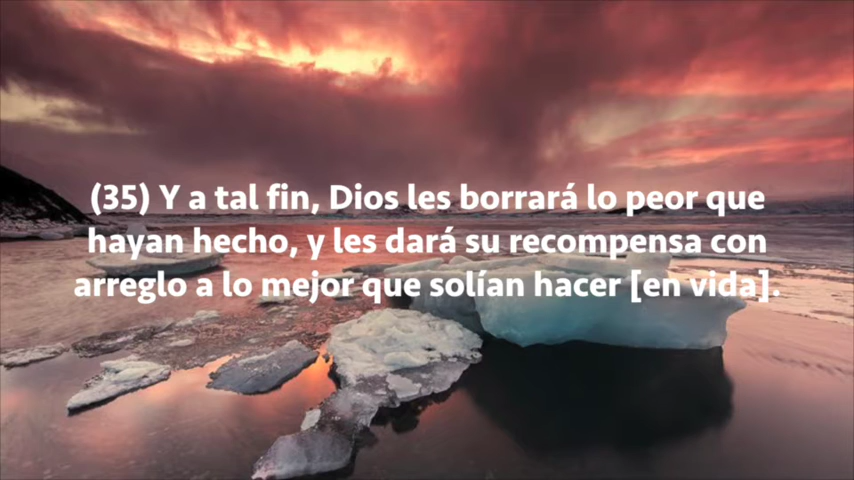 (35) Y a tal fin, Dios les borrará lo peor que
hayan hecho, y les dará su recompensa con
arreglo a lo mejor que solían hacer [en vida].